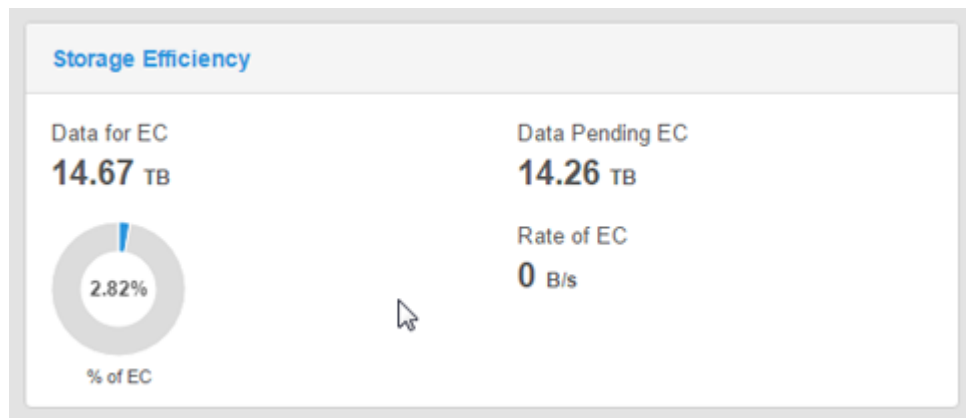 Storage Efficiency
Data for EC
14.67 TB
2.82%
% of EC
Data Pending EC
14.26 TB
Rate of EC
0 B/s